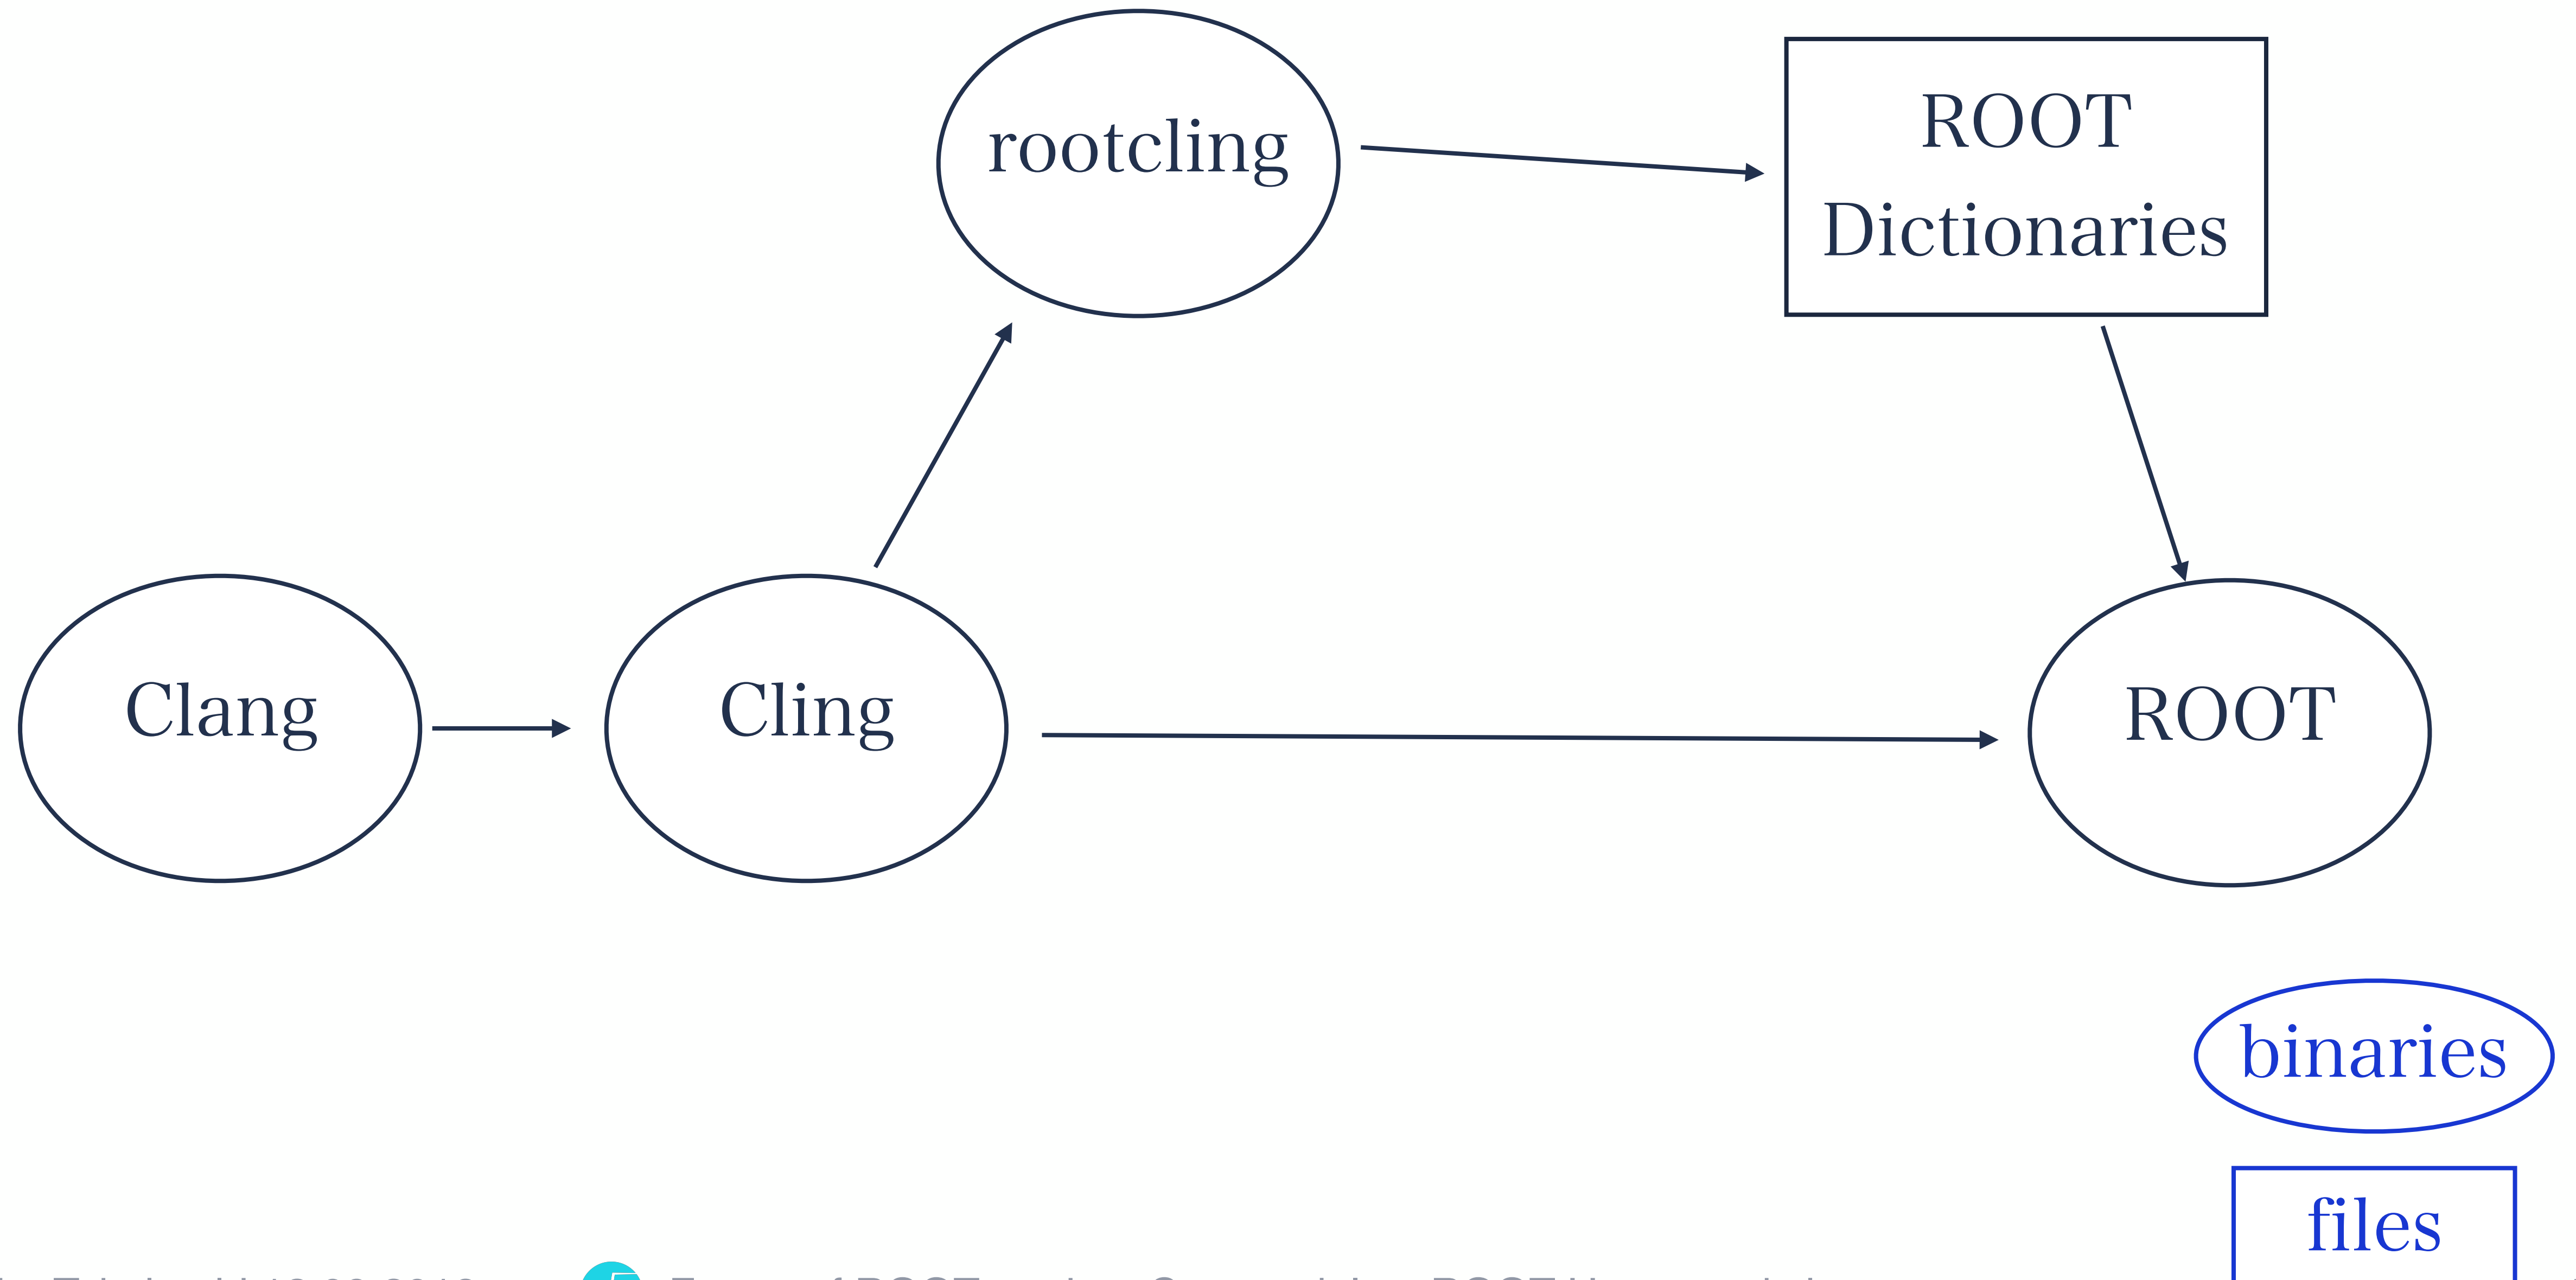 rootcling
ROOT
Dictionaries
Clang
Cling
ROOT
binaries
files